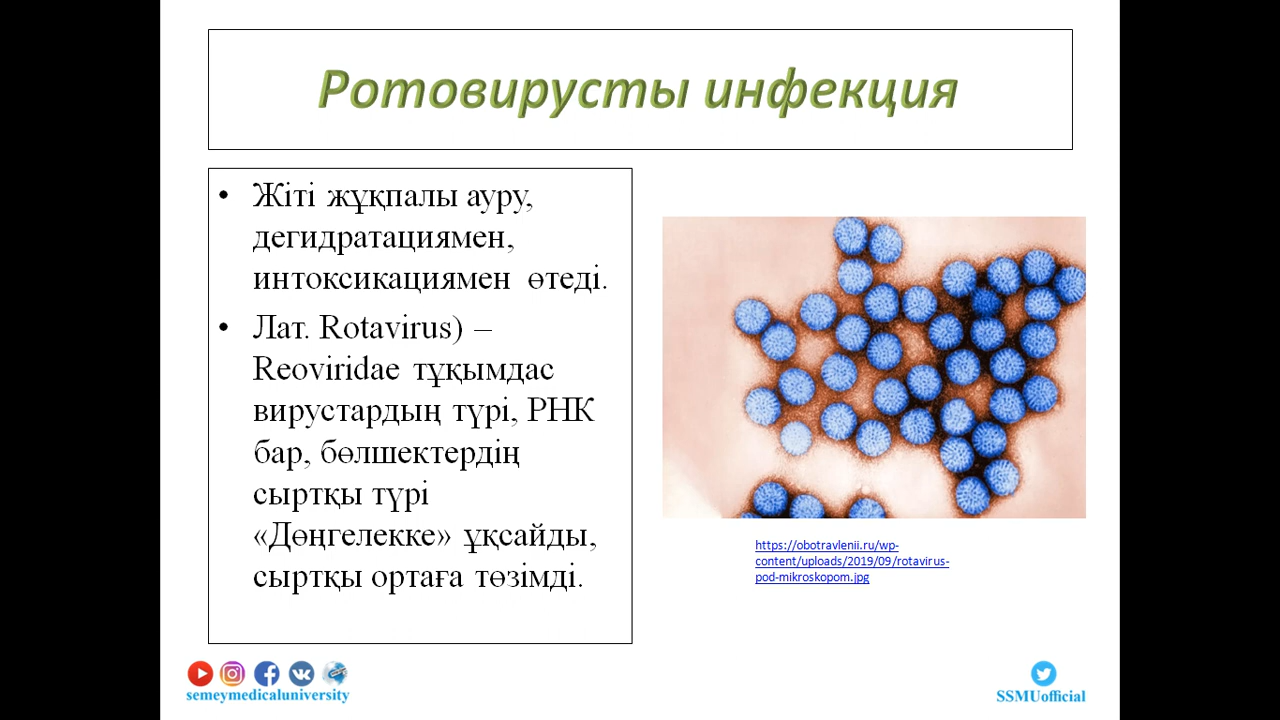 Ротовирусты инфекция
• Жіті жұқпалы ауру,
дегидратациямен,
интоксикациямен өтеді.
• Лат. Rotavirus) –
Reoviridae тұқымдас
вирустардың түрі, РНК
бар, бөлшектердің
сыртқы түрі
«Дөңгелекке» ұқсайды,
сыртқы ортаға төзімді.
https://obotravlenii.ru/wp-
content/uploads/2019/09/rotavirus-
pod-mikroskopom.jpg
semeymedicaluniversity
SSMUofficial